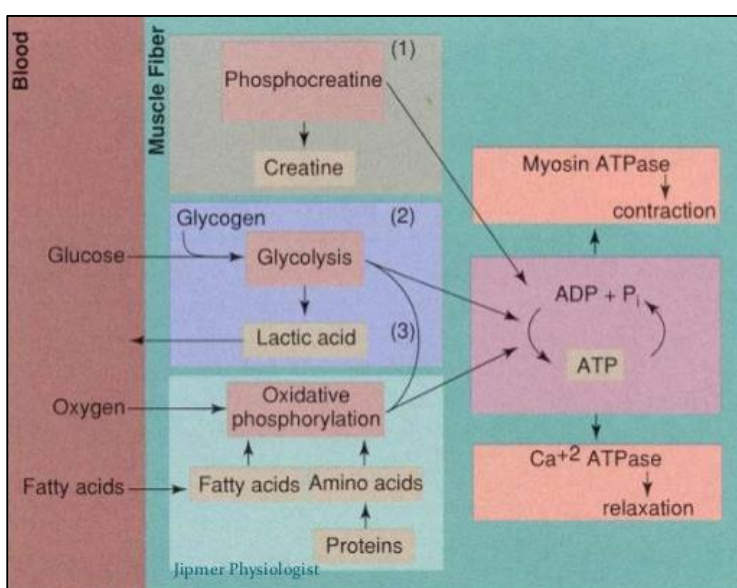 Blood
Muscle Fiber
(1)
Phosphocreatine
Creatine
(2)
Glycogen
Glucose
Glycolysis
Lactic acid
(3)
Oxygen
Oxidative
phosphorylation
Fatty acids
Fatty acids
Amino acids
Proteins
Myosin ATPase
contraction
ADP + Pi
ATP
Ca+2 ATPase
relaxation
Jipmer Physiologist